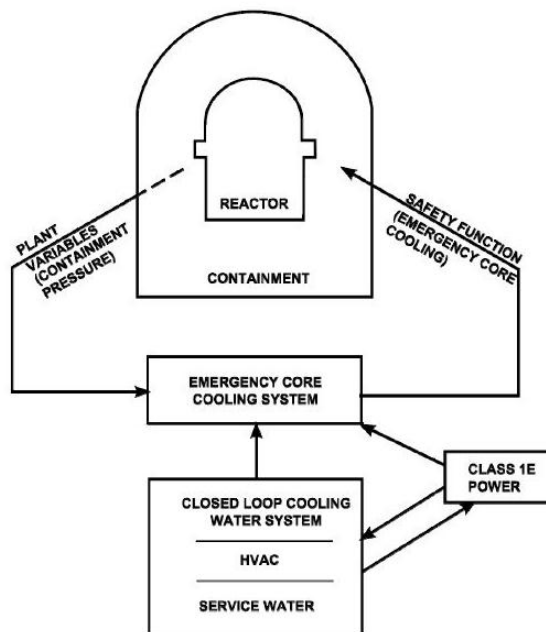 REACTOR
CONTAINMENT
PLANT
VARIABLES
(CONTAINMENT
PRESSURE)
SAFETY FUNCTION
(EMERGENCY CORE
COOLING)
EMERGENCY CORE
COOLING SYSTEM
CLASS 1E
POWER
CLOSED LOOP COOLING
WATER SYSTEM
HVAC
SERVICE WATER